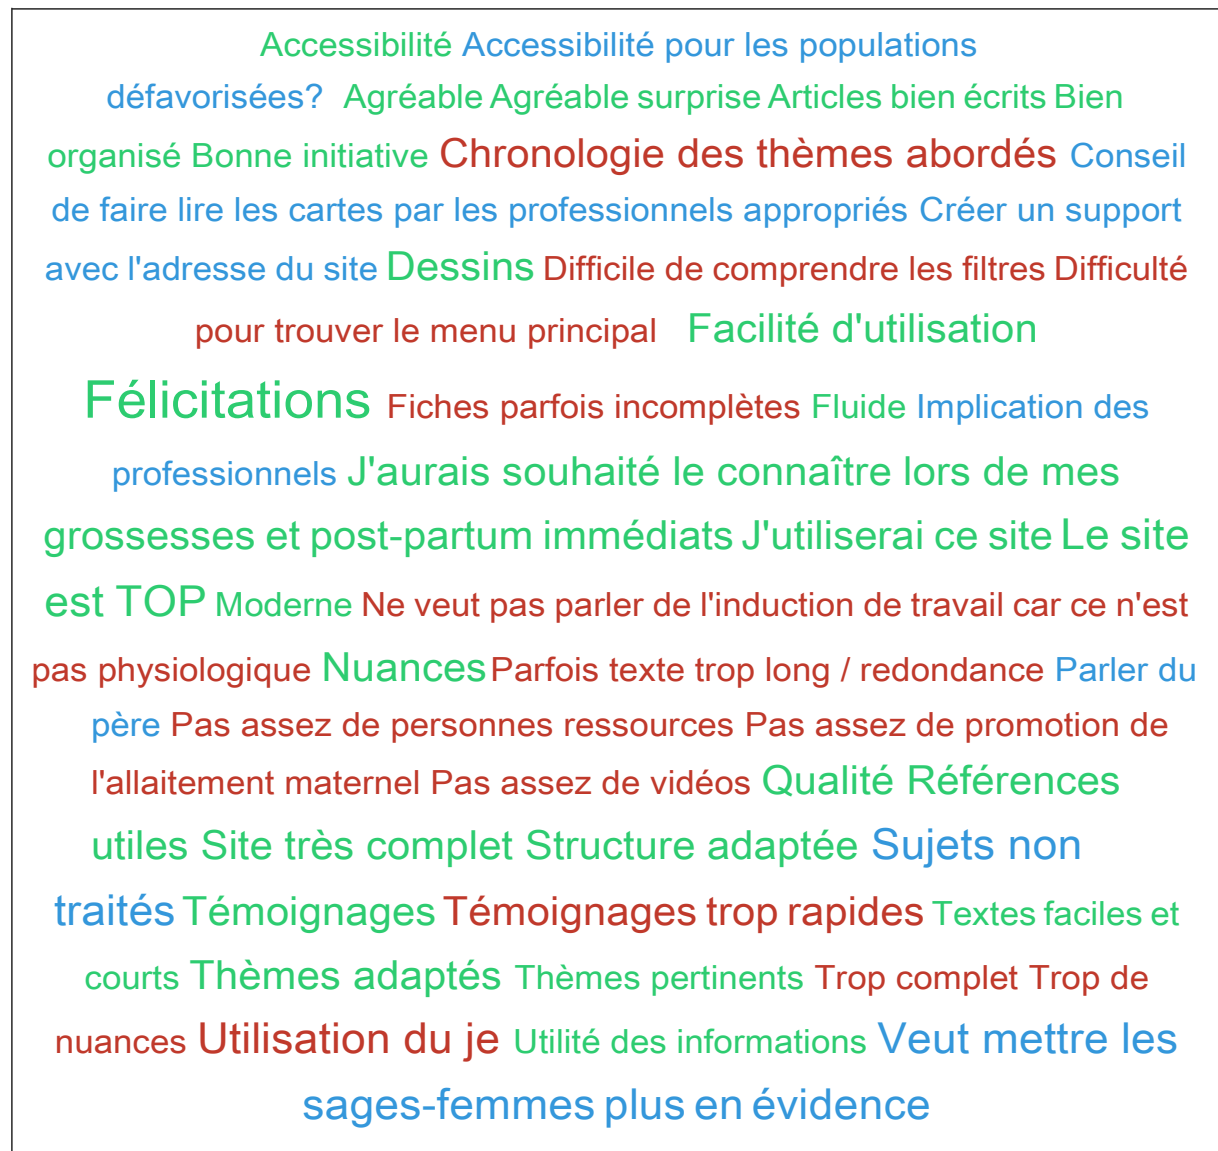 Accessibilité Accessibilité pour les populations
défavorisées? Agréable Agréable surprise Articles bien écrits Bien
organisé Bonne initiative Chronologie des thèmes abordés Conseil
de faire lire les cartes par les professionnels appropriés Créer un support
avec l'adresse du site Dessins Difficile de comprendre les filtres Difficulté
pour trouver le menu principal Facilité d'utilisation
Félicitations Fiches parfois incomplètes Fluide Implication des
professionnels J'aurais souhaité le connaître lors de mes
grossesses et post-partum immédiats J'utiliserai ce site Le site
est TOP Moderne Ne veut pas parler de l'induction de travail car ce n'est
pas physiologique Nuances Parfois texte trop long / redondance Parler du
père Pas assez de personnes ressources Pas assez de promotion de
l'allaitement maternel Pas assez de vidéos Qualité Références
utiles Site très complet Structure adaptée Sujets non
traités Témoignages Témoignages trop rapides Textes faciles et
courts Thèmes adaptés Thèmes pertinents Trop complet Trop de
nuances Utilisation du je Utilité des informations Veut mettre les
sages-femmes plus en évidence